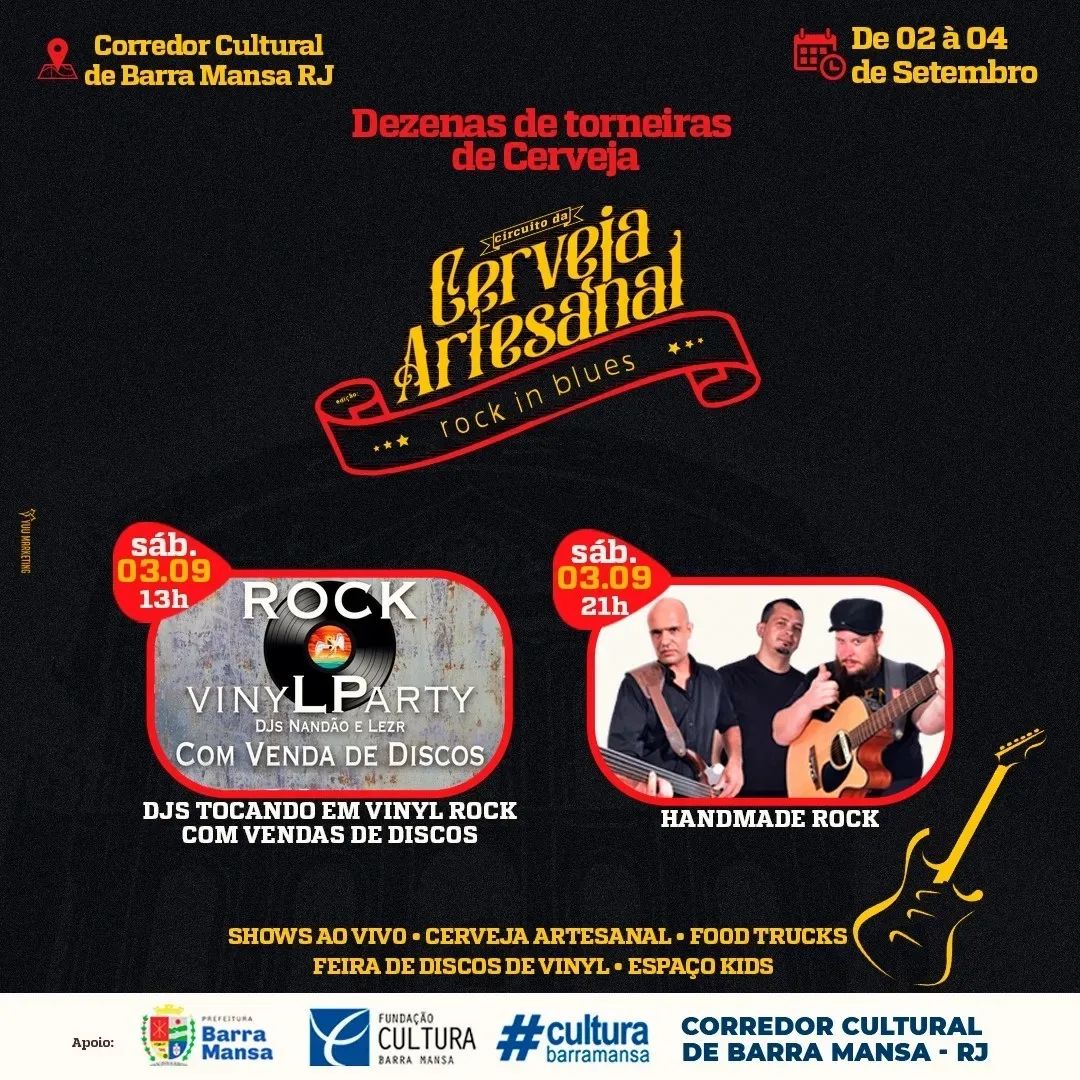 Corredor Cultural
de Barra Mansa RJ
De 02 à 04
de Setembro
Dezenas de torneiras
de Cerveja
circuito da
Cerveja
Artesanal
edição:
rock in blues
YOU MARKETING
sáb.
03.09
13h
ROCK
VINYLPARTY
DJs NANDÃO E LEZR
COM VENDA DE DISCOS
DJS TOCANDO EM VINYL ROCK
COM VENDAS DE DISCOS
sáb.
03.09
21h
HANDMADE ROCK
SHOWS AO VIVO • CERVEJA ARTESANAL • FOOD TRUCKS
FEIRA DE DISCOS DE VINYL • ESPAÇO KIDS
Apoio:
PREFEITURA
Barra
Mansa
FUNDAÇÃO
CULTURA
BARRA MANSA
#cultura
barramansa
CORREDOR CULTURAL
DE BARRA MANSA - RJ